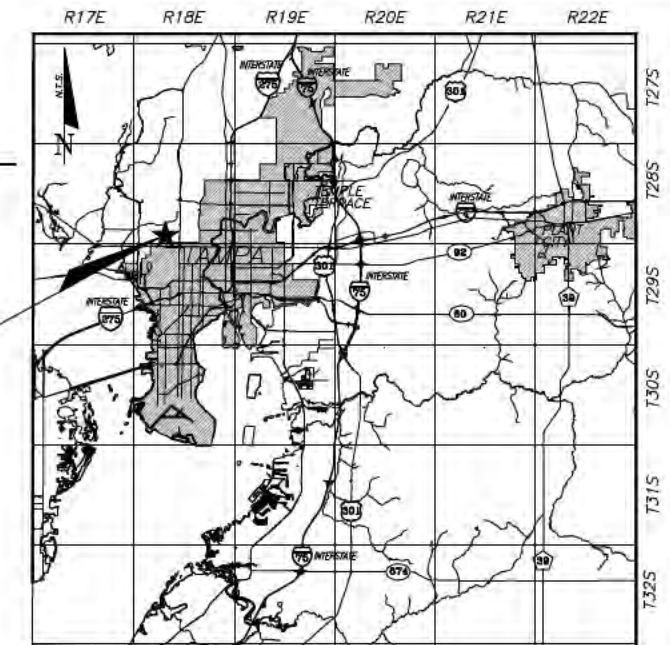 R17E R18E R19E R20E R21E R22E
T27S
T28S
T29S
T30S
T31S
T32S
N.T.S.
N
INTERSTATE
275
INTERSTATE
75
301
TEMPLE
TERRACE
INTERSTATE
4
PLANT
CITY
92
TAMPA
301
INTERSTATE
75
39
60
INTERSTATE
301
INTERSTATE
75
674
39